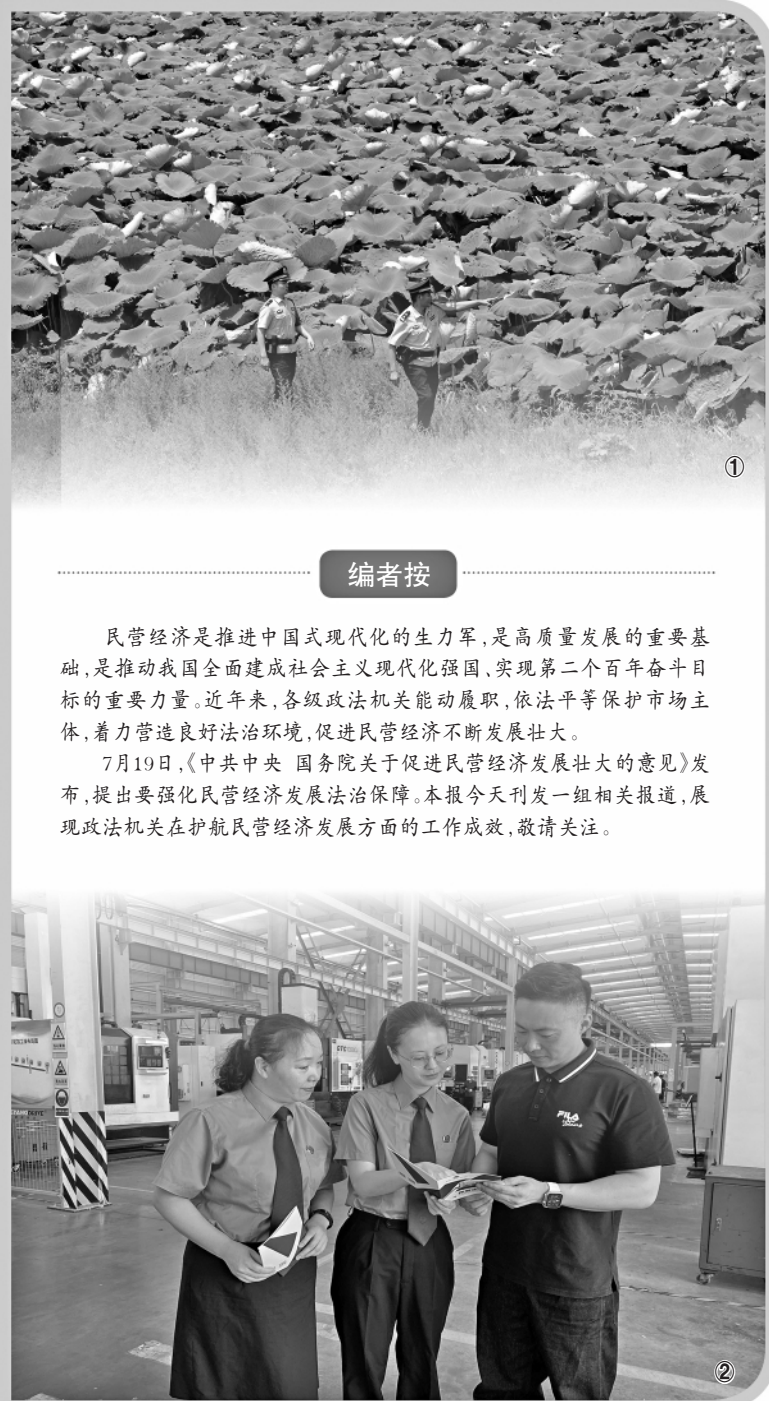 ①
编者按
民营经济是推进中国式现代化的生力军,是高质量发展的重要基
础,是推动我国全面建成社会主义现代化强国、实现第二个百年奋斗目
标的重要力量。近年来,各级政法机关能动履职,依法平等保护市场主
体,着力营造良好法治环境,促进民营经济不断发展壮大。
7月19日,《中共中央 国务院关于促进民营经济发展壮大的意见》发
布,提出要强化民营经济发展法治保障。本报今天刊发一组相关报道,展
现政法机关在护航民营经济发展方面的工作成效,敬请关注。
FILA
②